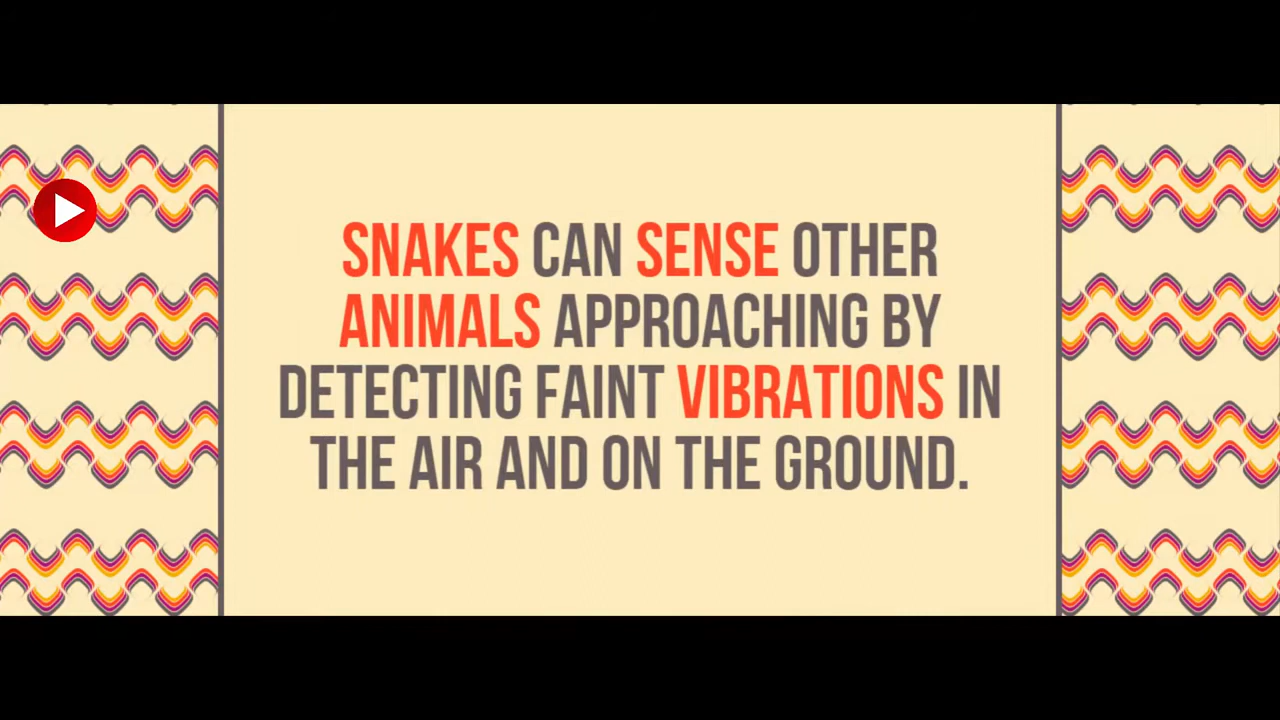 SNAKES CAN SENSE OTHER
ANIMALS APPROACHING BY
DETECTING FAINT VIBRATIONS IN
THE AIR AND ON THE GROUND.